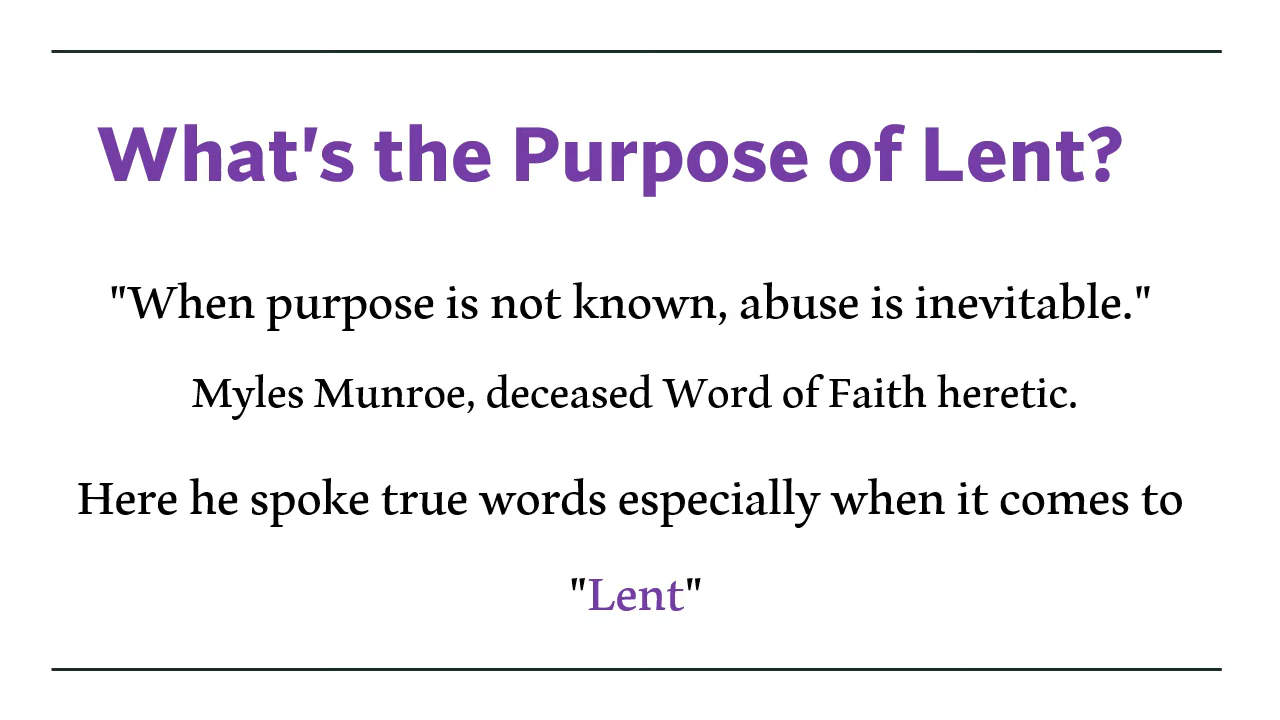 What's the Purpose of Lent?
"When purpose is not known, abuse is inevitable."
Myles Munroe, deceased Word of Faith heretic.
Here he spoke true words especially when it comes to
"Lent"